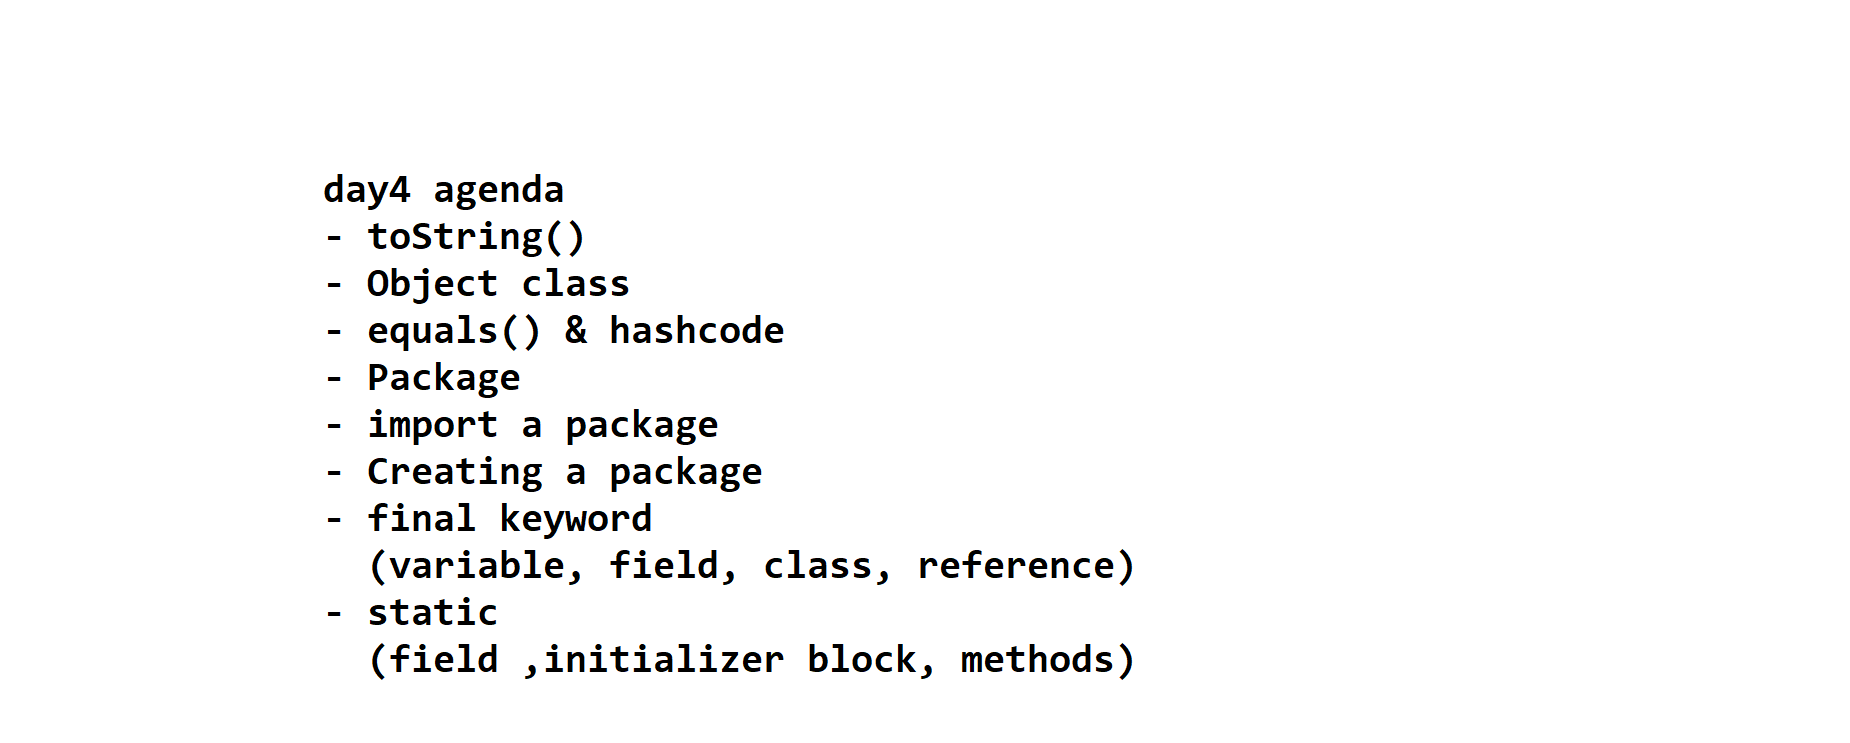 day4 agenda
- toString()
- Object class
- equals() & hashcode
- Package
- import a package
- Creating a package
- final keyword
(variable, field, class, reference)
- static
(field ,initializer block, methods)